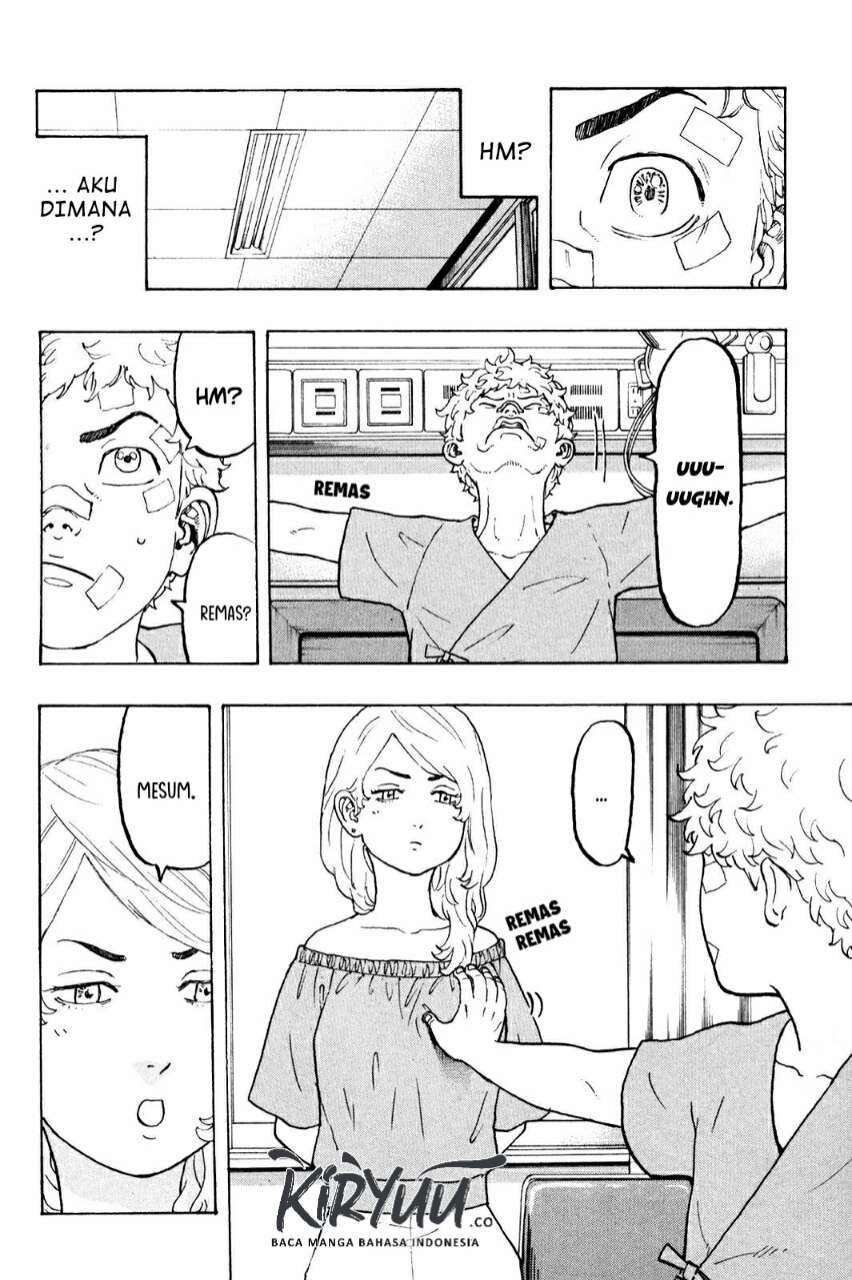 HM?
... AKU
DIMANA
...?
UUU-
UUGHN.
REMAS
HM?
REMAS?
...
REMAS
REMAS
MESUM.
KIRYUU.CO
BACA MANGA BAHASA INDONESIA